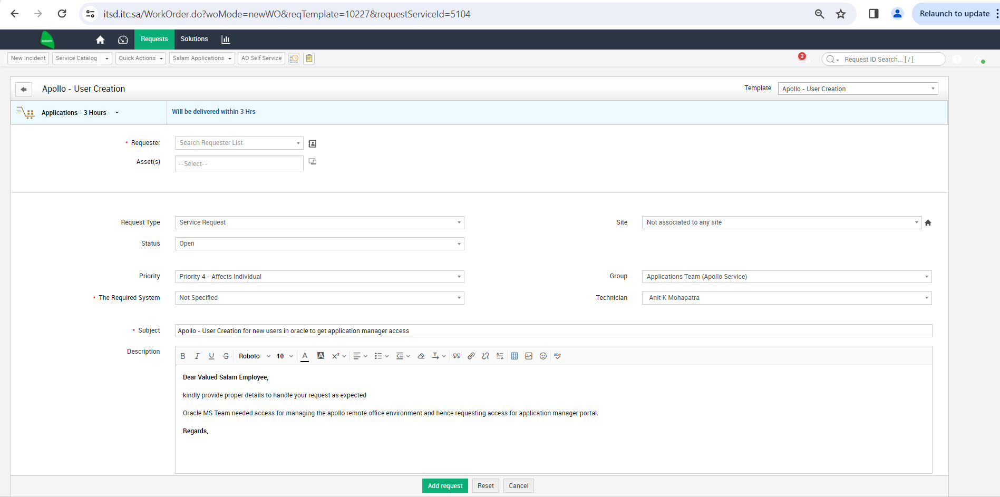 itsd.itc.sa/WorkOrder.do?woMode=newWO&reqTemplate=10227&requestServiceId=5104
Relaunch to update
salam
Requests
Solutions
New Incident
Service Catalog
Quick Actions
Salam Applications
AD Self Service
3
Request ID Search... [ / ]
Apollo - User Creation
Template
Apollo - User Creation
Applications - 3 Hours
Will be delivered within 3 Hrs
* Requester
Search Requester List
Asset(s)
--Select--
Request Type
Service Request
Site
Not associated to any site
Status
Open
Priority
Priority 4 - Affects Individual
Group
Applications Team (Apollo Service)
* The Required System
Not Specified
Technician
Anit K Mohapatra
* Subject
Apollo - User Creation for new users in oracle to get application manager access
Description
B I U S Roboto 10 A A X² abc
Dear Valued Salam Employee,
kindly provide proper details to handle your request as expected
Oracle MS Team needed access for managing the apollo remote office environment and hence requesting access for application manager portal.
Regards,
Add request
Reset
Cancel